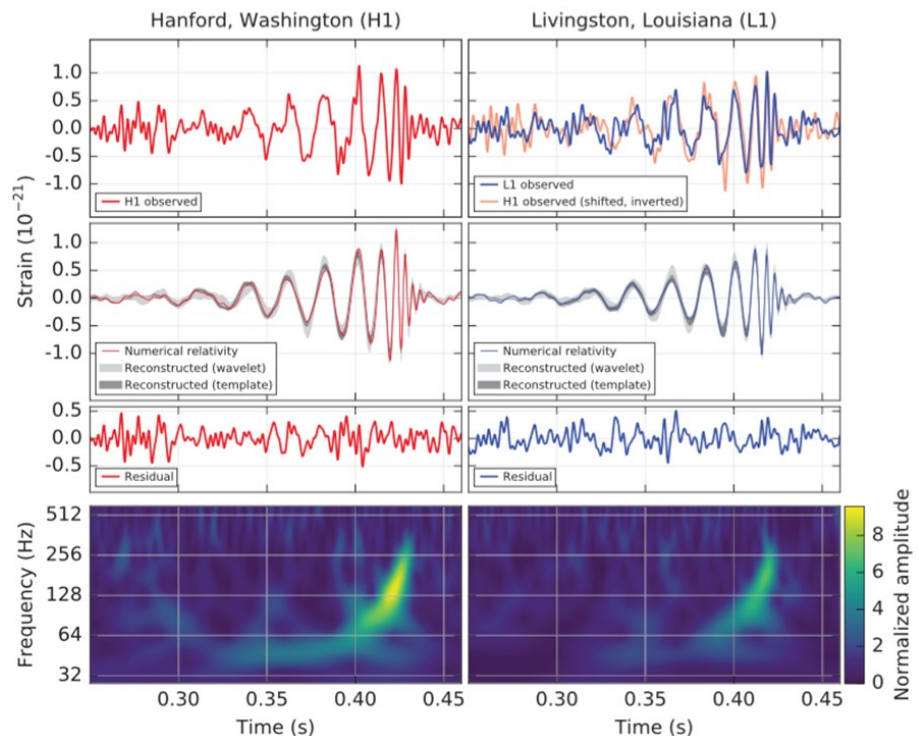 Hanford, Washington (H1)
Livingston, Louisiana (L1)
Strain (10⁻²¹)
1.0
0.5
0.0
-0.5
-1.0
H1 observed
L1 observed
H1 observed (shifted, inverted)
1.0
0.5
0.0
-0.5
-1.0
Numerical relativity
Reconstructed (wavelet)
Reconstructed (template)
Numerical relativity
Reconstructed (wavelet)
Reconstructed (template)
0.5
0.0
-0.5
Residual
Residual
Frequency (Hz)
512
256
128
64
32
Normalized amplitude
8
6
4
2
0
0.30
0.35
0.40
0.30
0.35
0.40
Time (s)
Time (s)